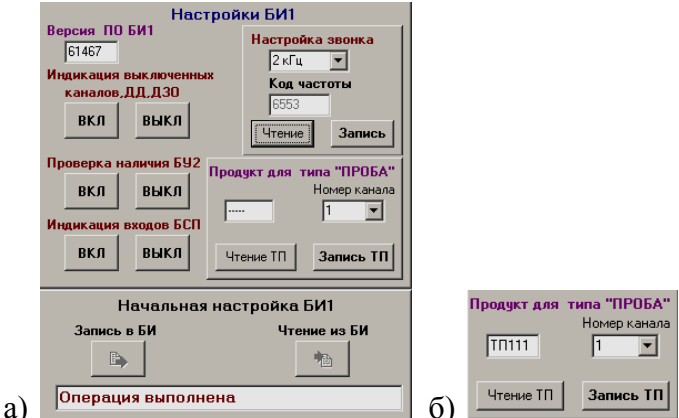 Настройки БИ1
Версия ПО БИ1
61467
Индикация выключенных
каналов,ДД,ДЗО
ВКЛ ВЫКЛ
Настройка звонка
2 кГц
Код частоты
6553
Чтение Запись
Проверка наличия БУ2
ВКЛ ВЫКЛ
Индикация входов БСП
ВКЛ ВЫКЛ
Продукт для типа "ПРОБА"
Номер канала
----- 1
Чтение ТП Запись ТП
Начальная настройка БИ1
Запись в БИ Чтение из БИ
Операция выполнена
а)
Продукт для типа "ПРОБА"
Номер канала
ТП111 1
Чтение ТП Запись ТП
б)